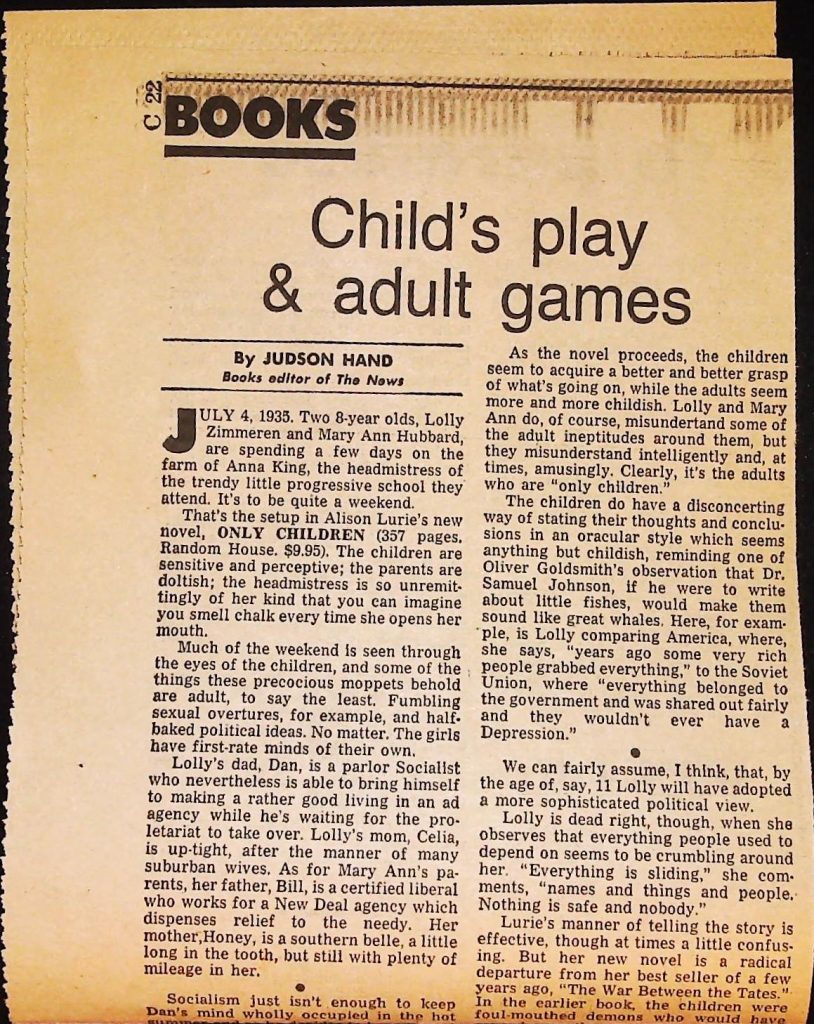 C 22
BOOKS
Child's play
& adult games
By JUDSON HAND
Books editor of The News
JULY 4, 1935. Two 8-year olds, Lolly
Zimmeren and Mary Ann Hubbard,
are spending a few days on the
farm of Anna King, the headmistress of
the trendy little progressive school they
attend. It's to be quite a weekend.
That's the setup in Alison Lurie's new
novel, ONLY CHILDREN (357 pages.
Random House. $9.95). The children are
sensitive and perceptive; the parents are
doltish; the headmistress is so unremit-
tingly of her kind that you can imagine
you smell chalk every time she opens her
mouth.
Much of the weekend is seen through
the eyes of the children, and some of the
things these precocious moppets behold
are adult, to say the least. Fumbling
sexual overtures, for example, and half-
baked political ideas. No matter. The girls
have first-rate minds of their own.
Lolly's dad, Dan, is a parlor Socialist
who nevertheless is able to bring himself
to making a rather good living in an ad
agency while he's waiting for the pro-
letariat to take over. Lolly's mom, Celia,
is up-tight, after the manner of many
suburban wives. As for Mary Ann's pa-
rents, her father, Bill, is a certified liberal
who works for a New Deal agency which
dispenses relief to the needy. Her
mother,Honey, is a southern belle, a little
long in the tooth, but still with plenty of
mileage in her.
Socialism just isn't enough to keep
Dan's mind wholly occupied in the hot
As the novel proceeds, the children
seem to acquire a better and better grasp
of what's going on, while the adults seem
more and more childish. Lolly and Mary
Ann do, of course, misundertand some of
the adult ineptitudes around them, but
they misunderstand intelligently and, at
times, amusingly. Clearly, it's the adults
who are "only children."
The children do have a disconcerting
way of stating their thoughts and conclu-
sions in an oracular style which seems
anything but childish, reminding one of
Oliver Goldsmith's observation that Dr.
Samuel Johnson, if he were to write
about little fishes, would make them
sound like great whales. Here, for exam-
ple, is Lolly comparing America, where,
she says, "years ago some very rich
people grabbed everything," to the Soviet
Union, where "everything belonged to
the government and was shared out fairly
and they wouldn't ever have a
Depression."
We can fairly assume, I think, that, by
the age of, say, 11 Lolly will have adopted
a more sophisticated political view.
Lolly is dead right, though, when she
observes that everything people used to
depend on seems to be crumbling around
her. "Everything is sliding," she com-
ments, "names and things and people.
Nothing is safe and nobody."
Lurie's manner of telling the story is
effective, though at times a little confus-
ing. But her new novel is a radical
departure from her best seller of a few
years ago, "The War Between the Tates."
In the earlier book, the children were
foul-mouthed demons who would have